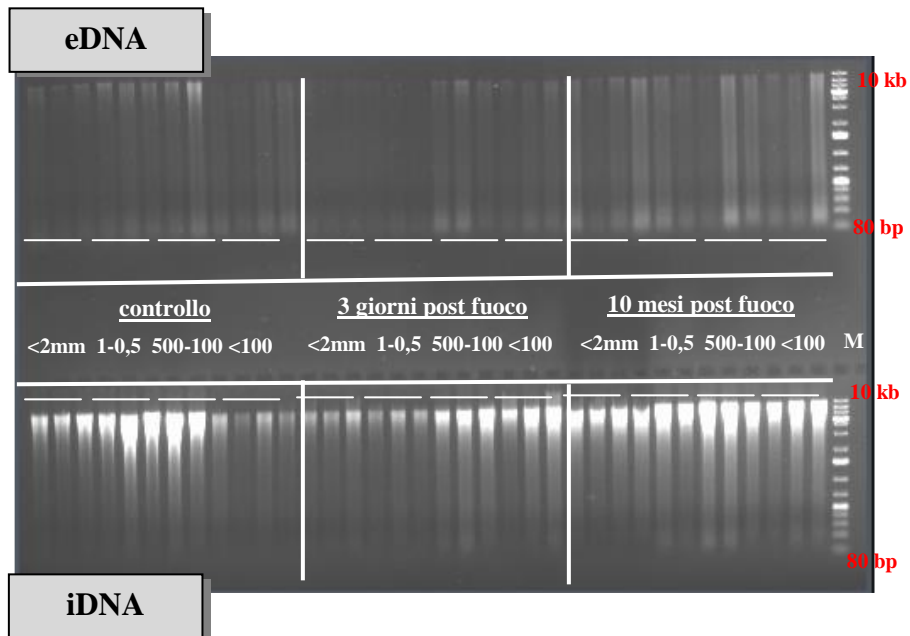 eDNA
10 kb
80 bp
controllo 3 giorni post fuoco 10 mesi post fuoco
<2mm 1-0,5 500-100 <100 <2mm 1-0,5 500-100 <100 <2mm 1-0,5 500-100 <100 M
10 kb
80 bp
iDNA